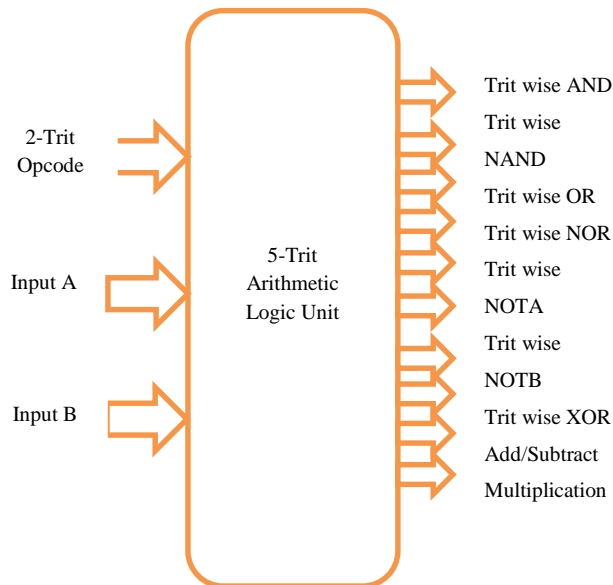 2-Trit
Opcode
Input A
Input B
5-Trit
Arithmetic
Logic Unit
Trit wise AND
Trit wise
NAND
Trit wise OR
Trit wise NOR
Trit wise
NOTA
Trit wise
NOTB
Trit wise XOR
Add/Subtract
Multiplication